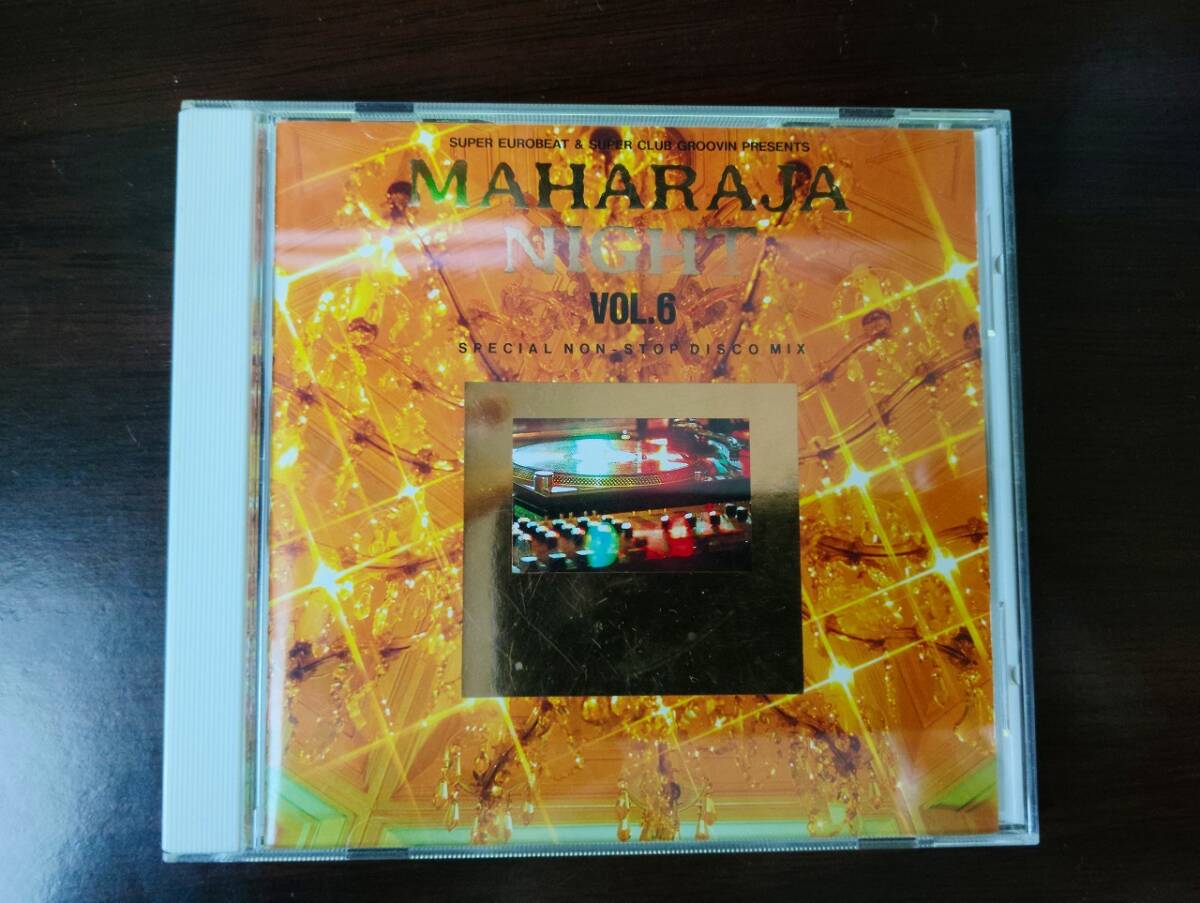 SUPER EUROBEAT & SUPER CLUB GROOVIN PRESENTS
MAHARAJA
NIGHT
VOL.6
SPECIAL NON-STOP DISCO MIX